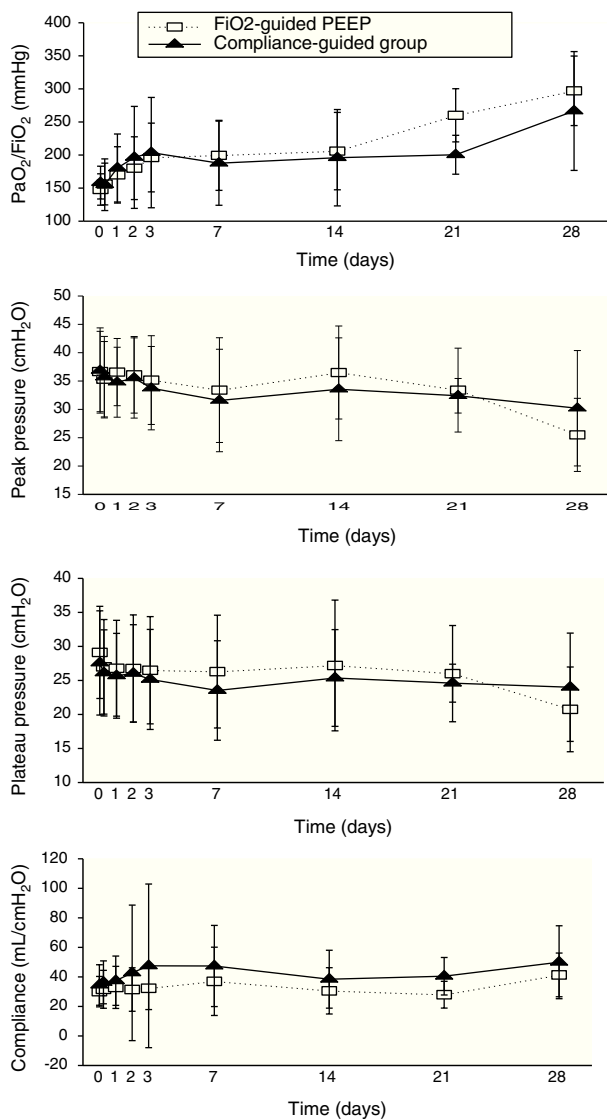 FiO2-guided PEEP
Compliance-guided group
PaO₂/FiO₂ (mmHg)
400
350
300
250
200
150
100
0 1 2 3 7 14 21 28
Time (days)
Peak pressure (cmH₂O)
50
45
40
35
30
25
20
15
0 1 2 3 7 14 21 28
Time (days)
Plateau pressure (cmH₂O)
40
35
30
25
20
15
10
0 1 2 3 7 14 21 28
Time (days)
Compliance (mL/cmH₂O)
120
100
80
60
40
20
0
-20
0 1 2 3 7 14 21 28
Time (days)